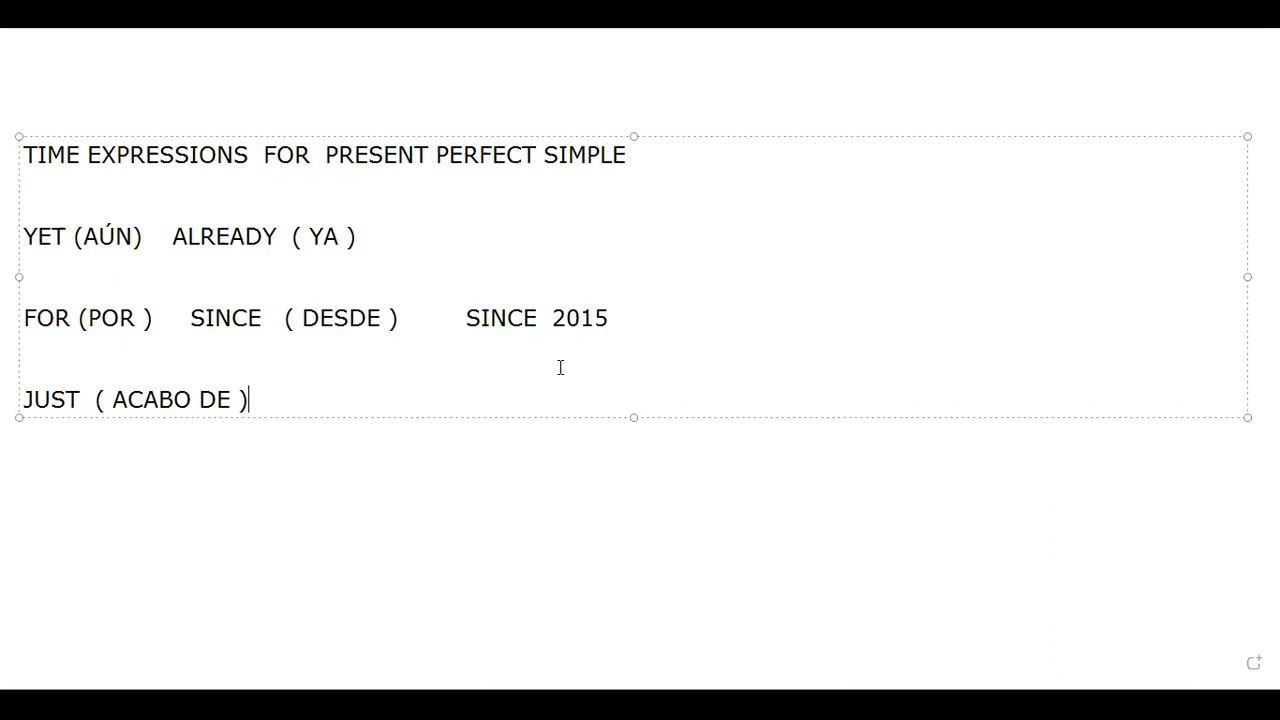 TIME EXPRESSIONS  FOR  PRESENT PERFECT SIMPLE
YET (AÚN)    ALREADY  ( YA )
FOR (POR )     SINCE   ( DESDE )         SINCE  2015
JUST  ( ACABO DE )